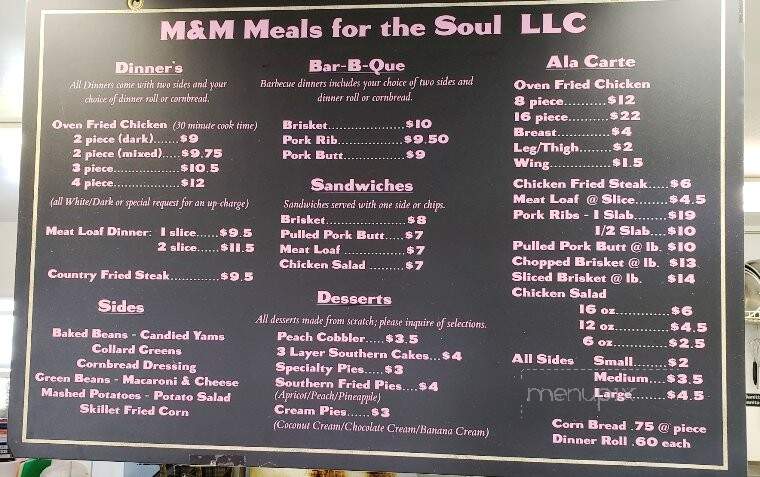 M&M Meals for the Soul LLC
Dinner's
All Dinners come with two sides and your
choice of dinner roll or cornbread.
Oven Fried Chicken (30 minute cook time)
2 piece (dark)......$9
2 piece (mixed)....$9.75
3 piece...............$10.5
4 piece...............$12
(all White/Dark or special request for an up-charge)
Meat Loaf Dinner: 1 slice.....$9.5
2 slice.....$11.5
Country Fried Steak............$9.5
Sides
Baked Beans - Candied Yams
Collard Greens
Cornbread Dressing
Green Beans - Macaroni & Cheese
Mashed Potatoes - Potato Salad
Skillet Fried Corn
Bar-B-Que
Barbecue dinners includes your choice of two sides and
dinner roll or cornbread.
Brisket.....................$10
Pork Rib..................$9.50
Pork Butt.................$9
Sandwiches
Sandwiches served with one side or chips.
Brisket......................$8
Pulled Pork Butt.....$7
Meat Loaf ...............$7
Chicken Salad .........$7
Desserts
All desserts made from scratch; please inquire of selections.
Peach Cobbler....$3.5
3 Layer Southern Cakes...$4
Specialty Pies....$3
Southern Fried Pies....$4
(Apricot/Peach/Pineapple)
Cream Pies......$3
(Coconut Cream/Chocolate Cream/Banana Cream)
Ala Carte
Oven Fried Chicken
8 piece..........$12
16 piece.........$22
Breast............$4
Leg/Thigh.......$2
Wing..............$1.5
Chicken Fried Steak.....$6
Meat Loaf @ Slice.......$4.5
Pork Ribs - 1 Slab........$19
1/2 Slab....$10
Pulled Pork Butt @ lb. $10
Chopped Brisket @ lb. $13
Sliced Brisket @ lb. $14
Chicken Salad
16 oz..............$6
12 oz..............$4.5
6 oz...............$2.5
All Sides Small........$2
Medium....$3.5
Large........$4.5
menupix
Corn Bread .75 @ piece
Dinner Roll .60 each